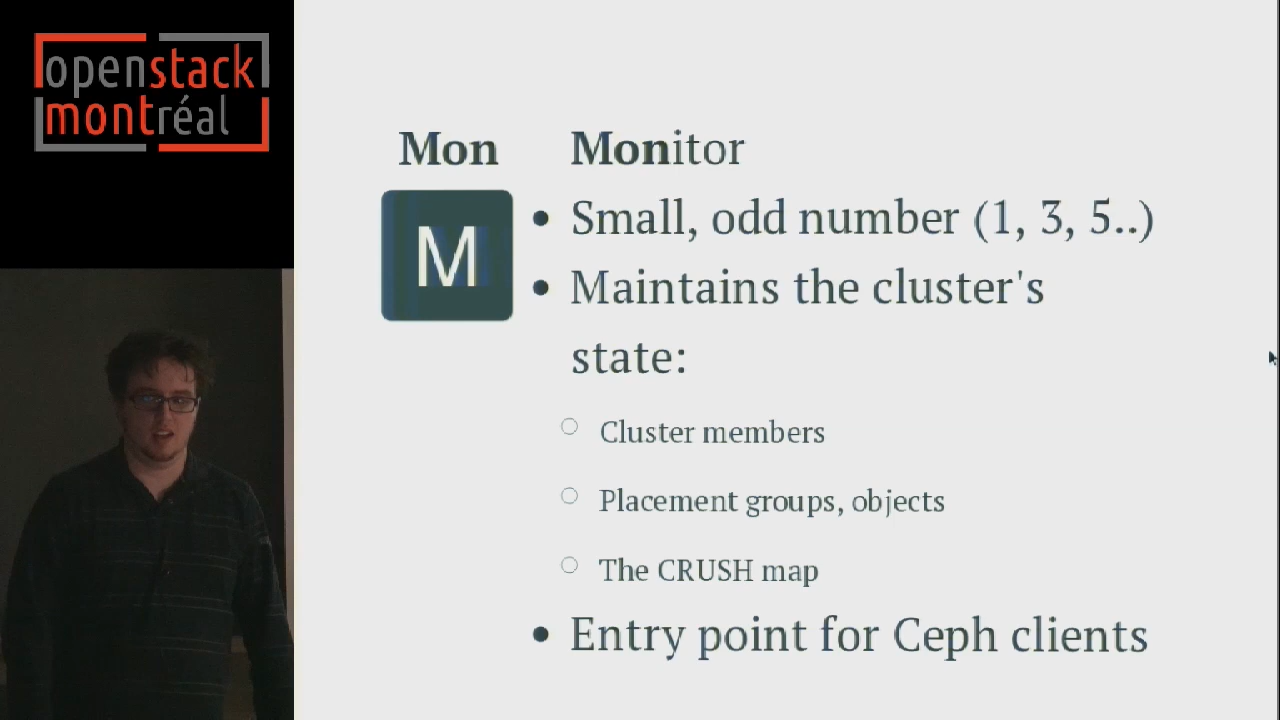 openstack
montréal
Mon
Monitor
M
• Small, odd number (1, 3, 5..)
• Maintains the cluster's
state:
○ Cluster members
○ Placement groups, objects
○ The CRUSH map
• Entry point for Ceph clients